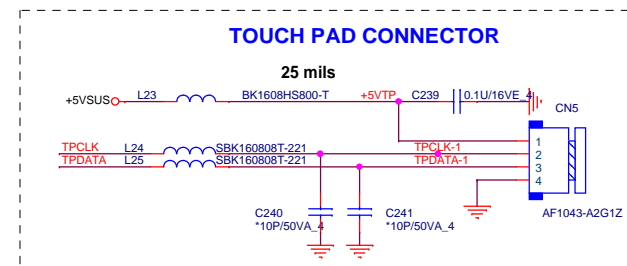 TOUCH PAD CONNECTOR
25 mils
+5VSUS L23 BK1608HS800-T +5VTP C239 0.1U/16VE_4
CN5
1
TPCLK L24 SBK160808T-221 TPCLK-1 2
TPDATA L25 SBK160808T-221 TPDATA-1 3
4
C240 C241 AF1043-A2G1Z
*10P/50VA_4 *10P/50VA_4